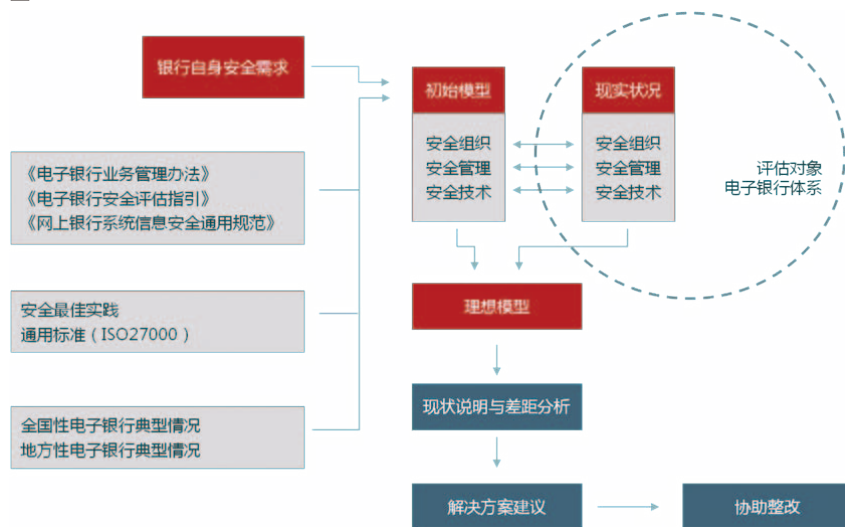 银行自身安全需求
《电子银行业务管理办法》
《电子银行安全评估指引》
《网上银行系统信息安全通用规范》
安全最佳实践
通用标准（ISO27000）
全国性电子银行典型情况
地方性电子银行典型情况
初始模型
安全组织
安全管理
安全技术
现实状况
安全组织
安全管理
安全技术
评估对象
电子银行体系
理想模型
现状说明与差距分析
解决方案建议
协助整改